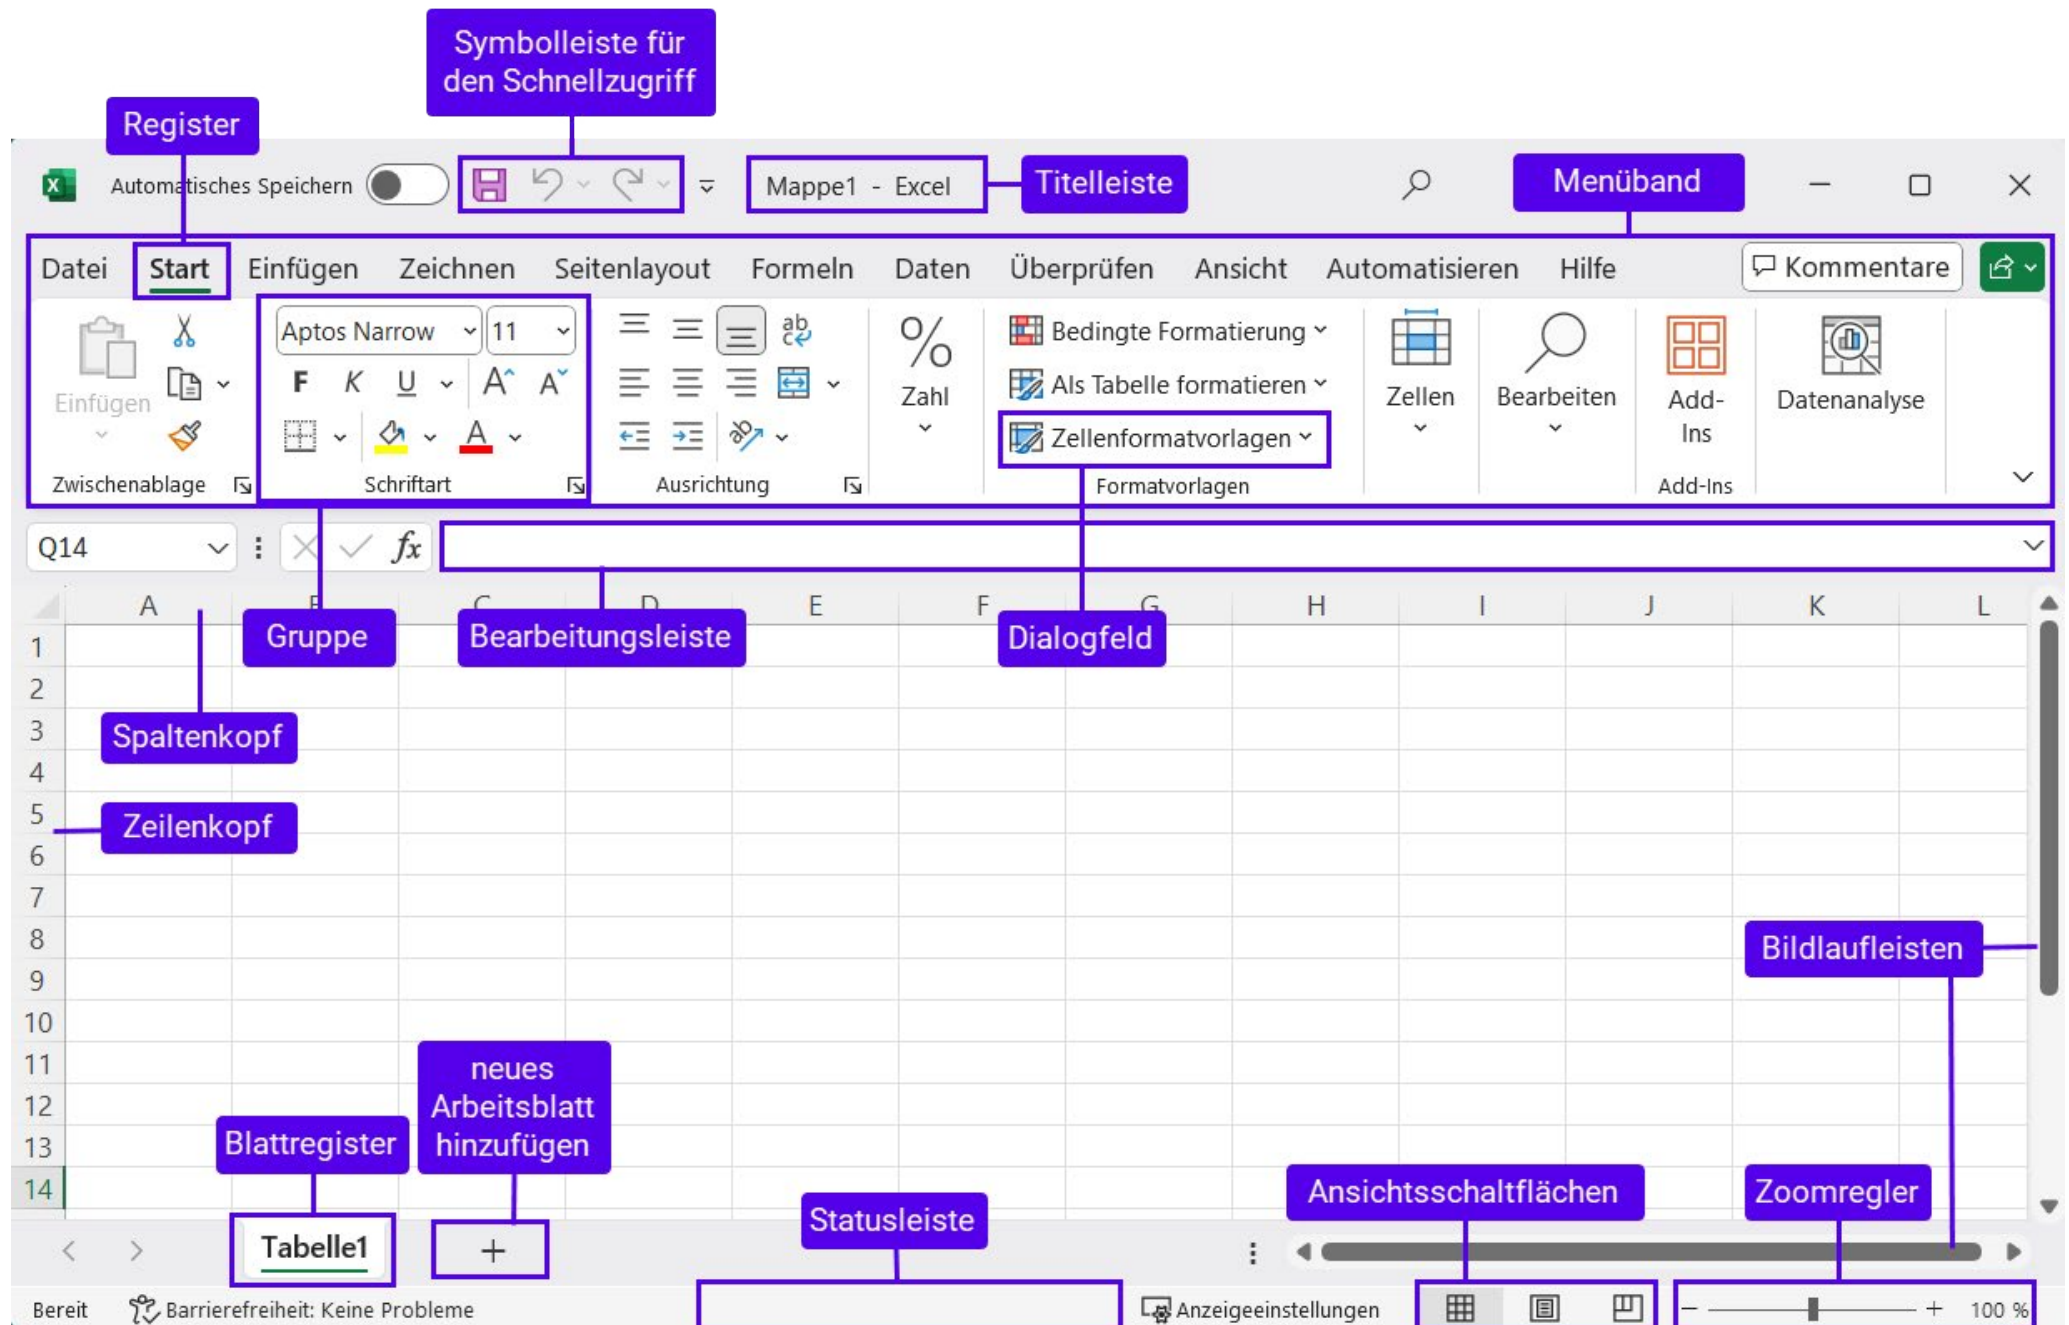 Symbolleiste für
den Schnellzugriff
Register
Automatisches Speichern
Mappe1 - Excel
Titelleiste
Menüband
Datei Start Einfügen Zeichnen Seitenlayout Formeln Daten Überprüfen Ansicht Automatisieren Hilfe Kommentare
Aptos Narrow 11 ab Bedingte Formatierung
c
F K U A A Als Tabelle formatieren
Einfügen Zahl Zellen Bearbeiten Add- Datenanalyse
Ins
A ab Zellenformatvorlagen
Zwischenablage Schriftart Ausrichtung Formatvorlagen Add-Ins
Q14 fx
A C D E F G H I J K L
Gruppe Bearbeitungsleiste Dialogfeld
1
2
3 Spaltenkopf
4
5 Zeilenkopf
6
7
8 Bildlaufleisten
9
10
11 neues
12 Arbeitsblatt
13 Blattregister hinzufügen
14 Ansichtsschaltflächen Zoomregler
Statusleiste
Tabelle1 +
Bereit Barrierefreiheit: Keine Probleme Anzeigeeinstellungen − + 100 %